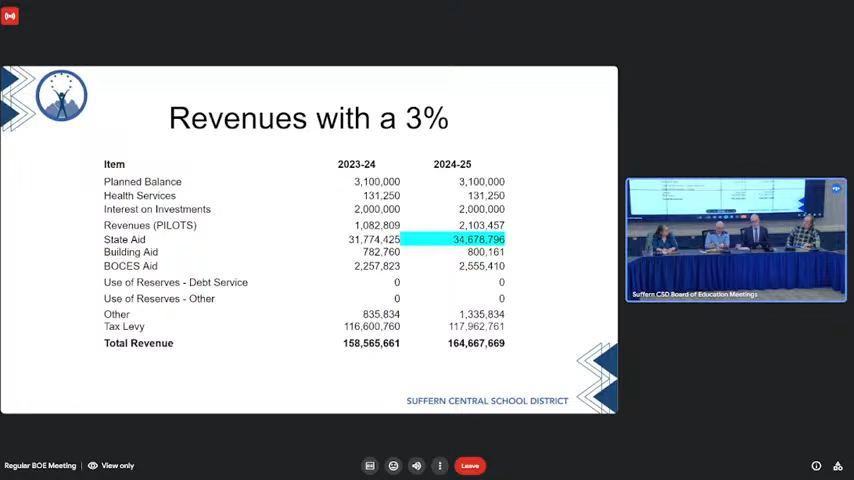 Revenues with a 3%
Item 2023-24 2024-25
Planned Balance 3,100,000 3,100,000
Health Services 131,250 131,250
Interest on Investments 2,000,000 2,000,000
Revenues (PILOTS) 1,082,809 2,103,457
State Aid 31,774,425 34,678,796
Building Aid 782,760 800,161
BOCES Aid 2,257,823 2,555,410
Use of Reserves - Debt Service 0 0
Use of Reserves - Other 0 0
Other 835,834 1,335,834
Tax Levy 116,600,760 117,962,761
Total Revenue 158,565,661 164,667,669
SUFFERN CENTRAL SCHOOL DISTRICT
Suffern CSD Board of Education Meetings
Regular BOE Meeting View only
Leave